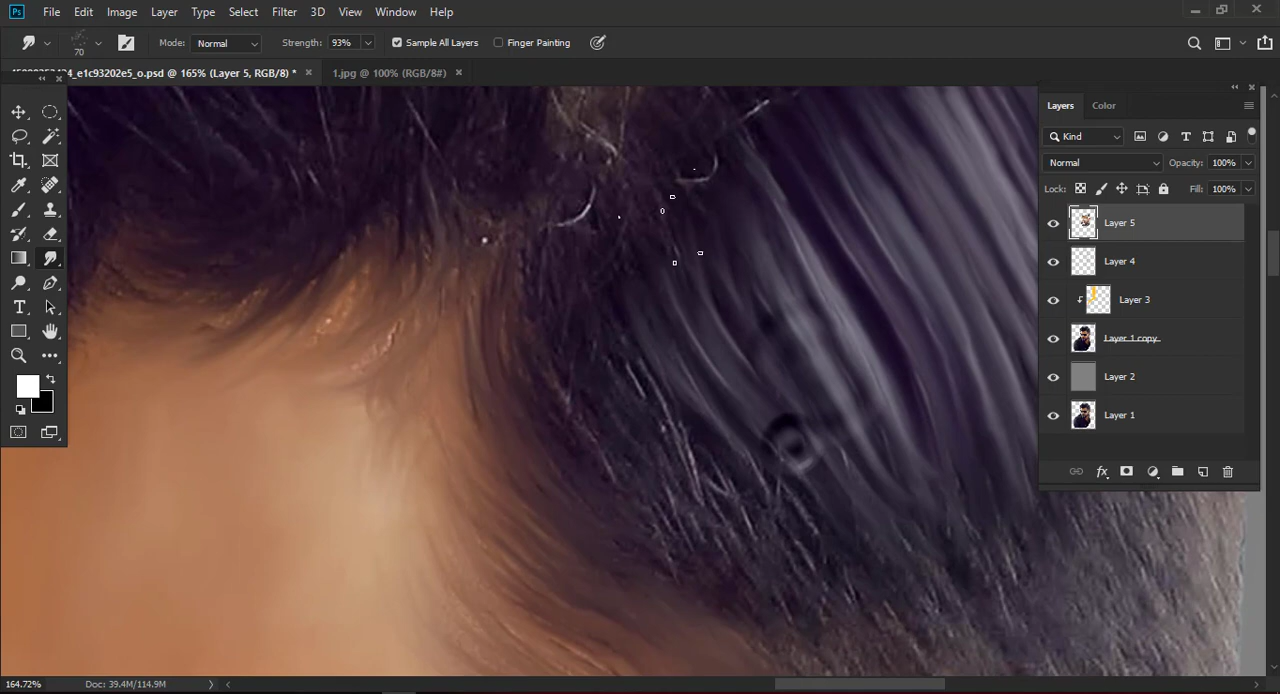 Ps File Edit Image Layer Type Select Filter 3D View Window Help
70 Mode: Normal Strength: 93% Sample All Layers Finger Painting
_e1c93202e5_o.psd @ 165% (Layer 5, RGB/8) * 1.jpg @ 100% (RGB/8#)
Layers Color
Kind
Normal Opacity: 100%
Lock: Fill: 100%
Layer 5
Layer 4
Layer 3
Layer 1 copy
Layer 2
Layer 1
fx
164.72% Doc: 39.4M/114.9M